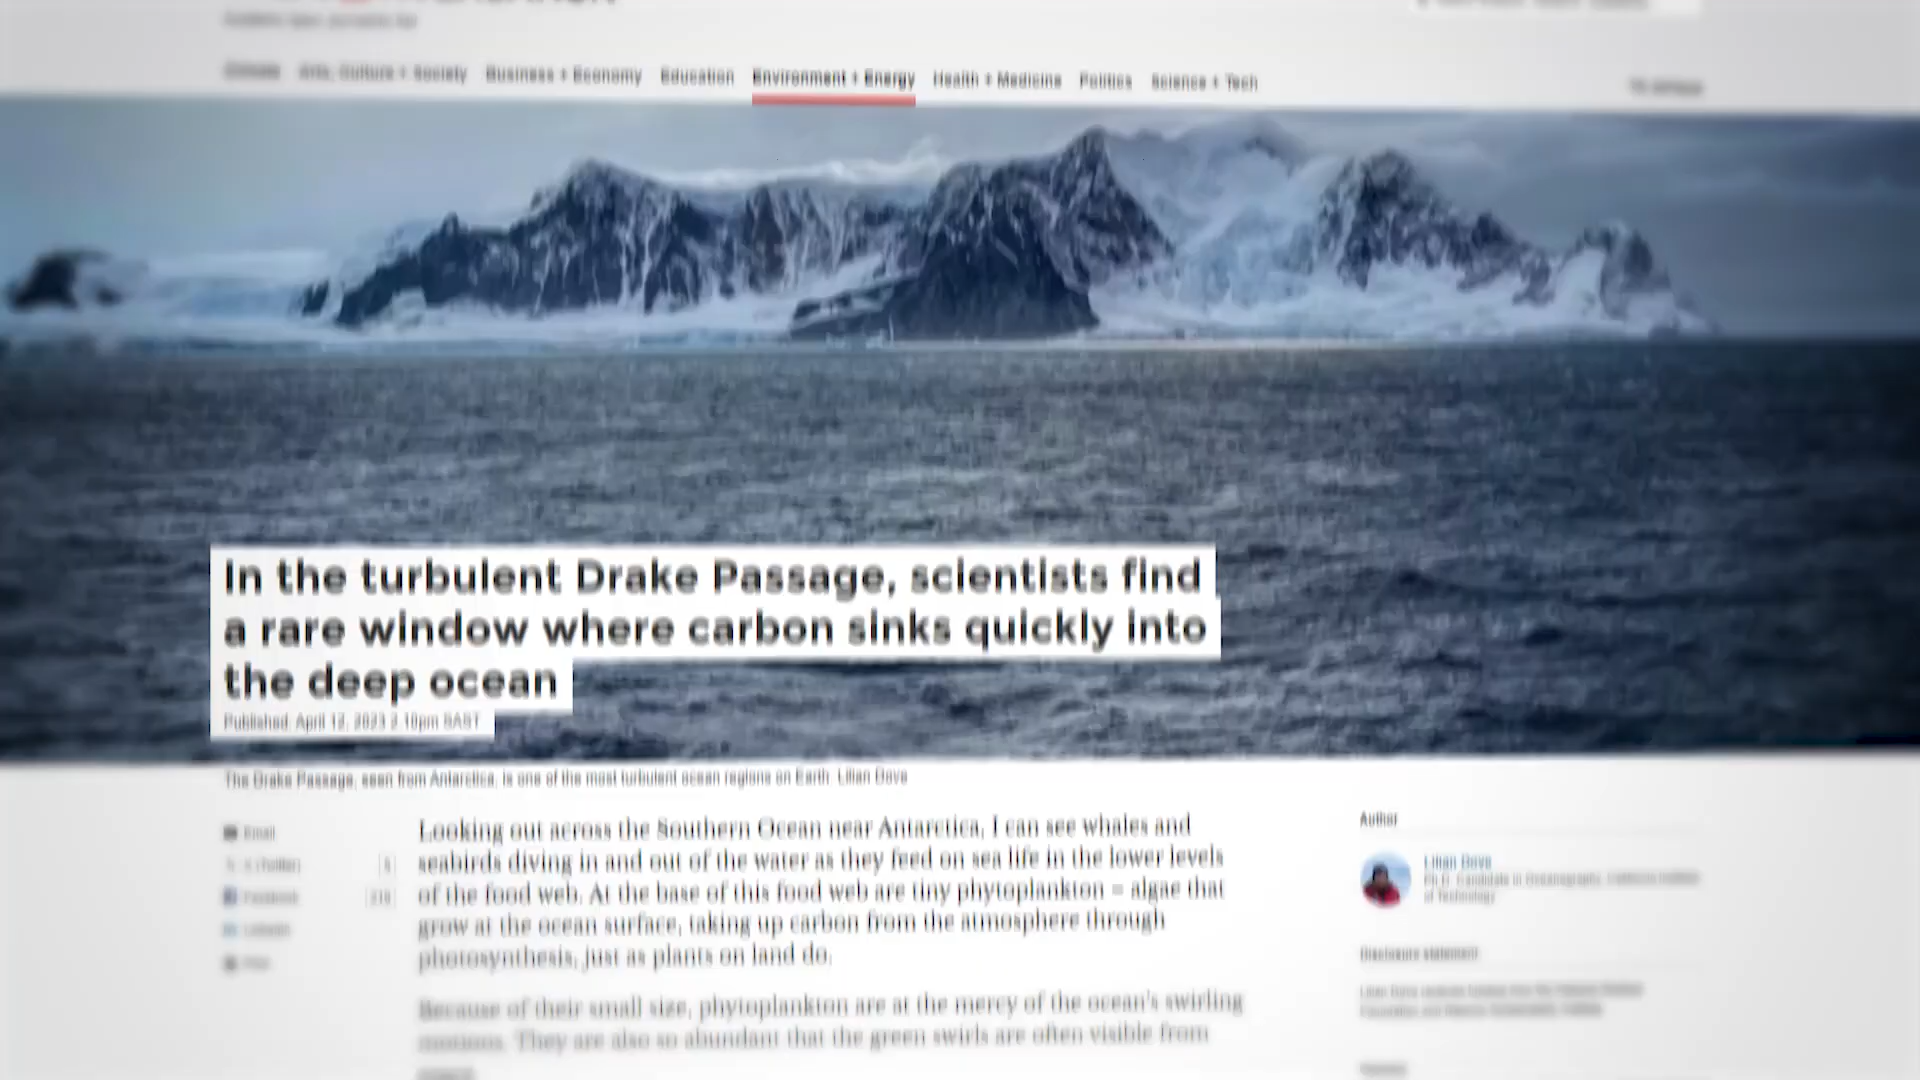 Climate Arts, Culture + Society Business + Economy Education Environment + Energy Health + Medicine Politics Science + Tech
In the turbulent Drake Passage, scientists find
a rare window where carbon sinks quickly into
the deep ocean
Published: April 12, 2023 2.10pm SAST
The Drake Passage, seen from Antarctica, is one of the most turbulent ocean regions on Earth. Lilian Dove
Email
X (Twitter)
Facebook
LinkedIn
Print
Looking out across the Southern Ocean near Antarctica, I can see whales and
seabirds diving in and out of the water as they feed on sea life in the lower levels
of the food web. At the base of this food web are tiny phytoplankton – algae that
grow at the ocean surface, taking up carbon from the atmosphere through
photosynthesis, just as plants on land do.
Because of their small size, phytoplankton are at the mercy of the ocean's swirling
motions. They are also so abundant that the green swirls are often visible from
Author
Lilian Dove
Ph.D. Candidate in Oceanography, California Institute
of Technology
Disclosure statement